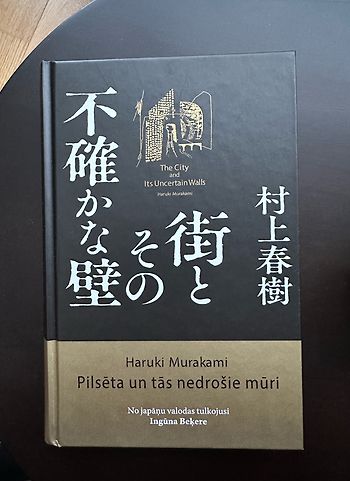 The City
and
Its Uncertain Walls
Haruki Murakami
街と
その
不確かな壁
村上春樹
Haruki Murakami
Pilsēta un tās nedrošie mūri
No japāņu valodas tulkojusi
Ingūna Beķere